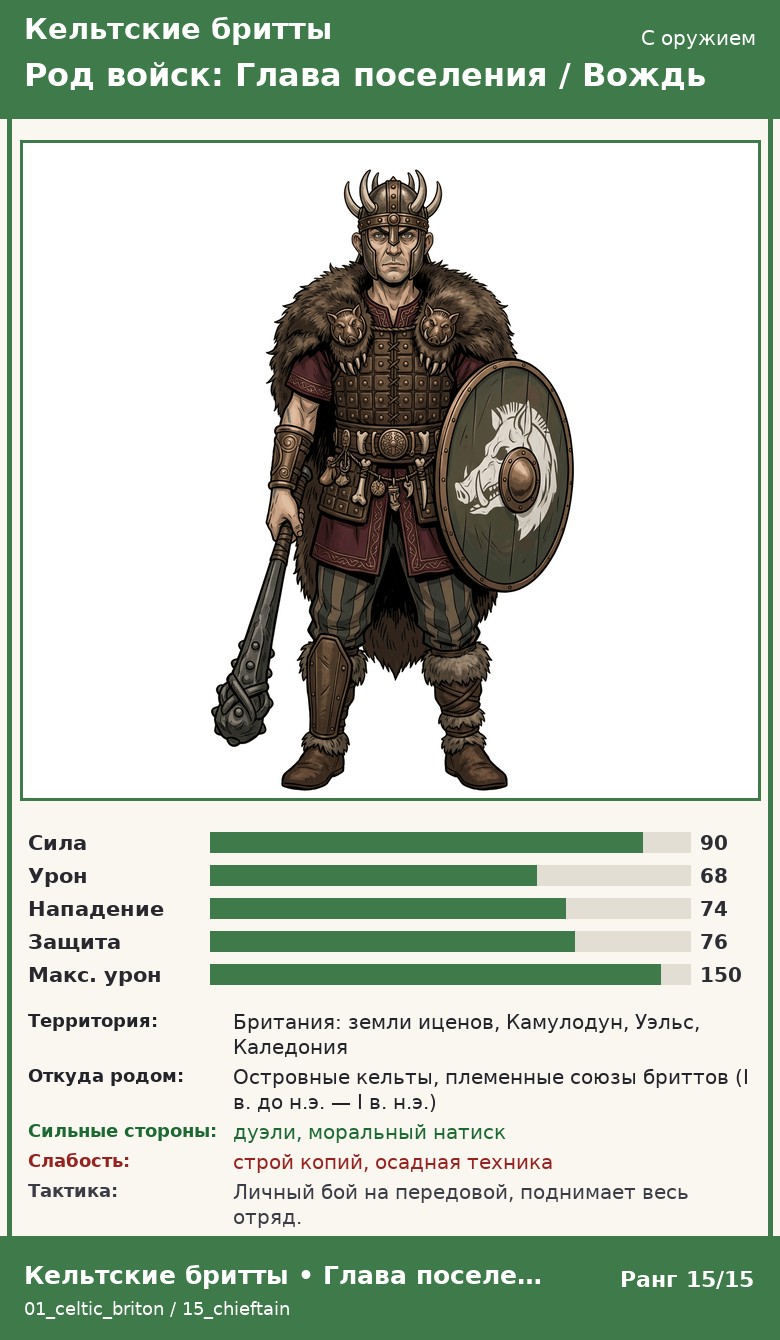 Кельтские бритты
С оружием
Род войск: Глава поселения / Вождь
Сила 90
Урон 68
Нападение 74
Защита 76
Макс. урон 150
Территория: Британия: земли иценов, Камулодун, Уэльс,
Каледония
Откуда родом: Островные кельты, племенные союзы бриттов (I
в. до н.э. — I в. н.э.)
Сильные стороны: дуэли, моральный натиск
Слабость: строй копий, осадная техника
Тактика: Личный бой на передовой, поднимает весь
отряд.
Кельтские бритты • Глава поселе…
Ранг 15/15
01_celtic_briton / 15_chieftain